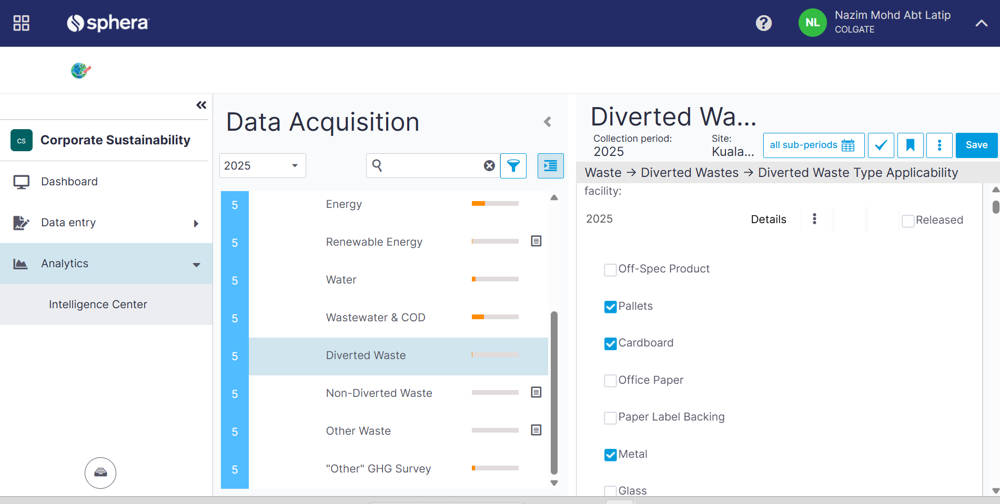 sphera
NL
Nazim Mohd Abt Latip
COLGATE
CS
Corporate Sustainability
Dashboard
Data entry
Analytics
Intelligence Center
Data Acquisition
2025
5 Energy
5 Renewable Energy
5 Water
5 Wastewater & COD
5 Diverted Waste
5 Non-Diverted Waste
5 Other Waste
5 "Other" GHG Survey
Diverted Wa...
Collection period:
2025
Site:
Kuala...
all sub-periods
Save
Waste → Diverted Wastes → Diverted Waste Type Applicability
facility:
2025 Details Released
Off-Spec Product
Pallets
Cardboard
Office Paper
Paper Label Backing
Metal
Glass